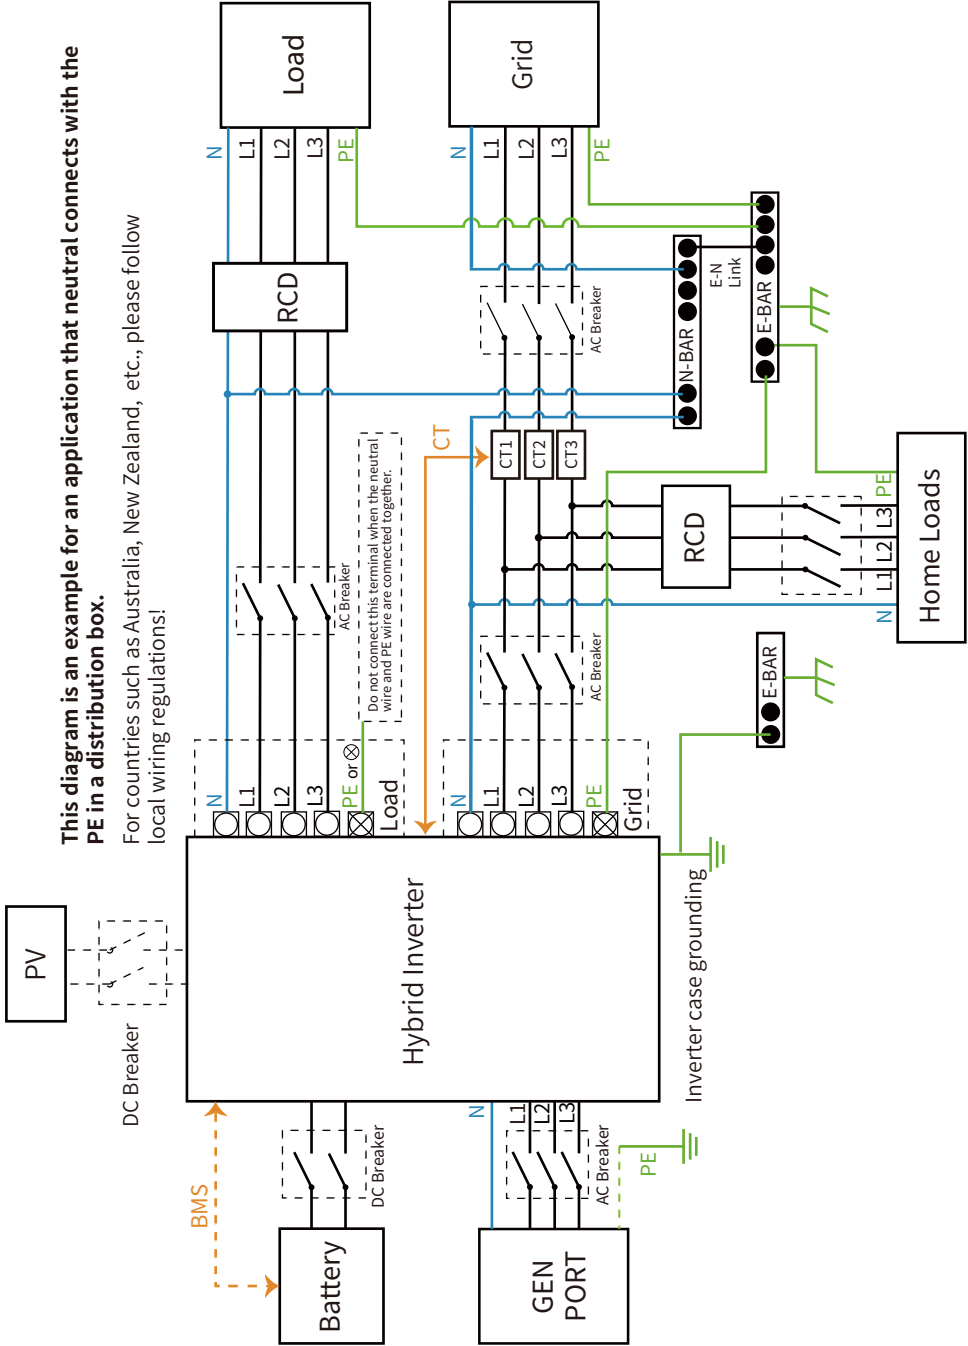 This diagram is an example for an application that neutral connects with the
PE in a distribution box.
For countries such as Australia, New Zealand, etc., please follow
local wiring regulations!
PV
DC Breaker
Load
N
L1
L2
L3
PE
RCD
AC Breaker
Do not connect this terminal when the neutral
wire and PE wire are connected together.
N
L1
L2
L3
PE or
Load
Grid
N
L1
L2
L3
PE
AC Breaker
CT
CT1
CT2
CT3
N-BAR
E-N
Link
E-BAR
AC Breaker
N
L1
L2
L3
PE
Grid
RCD
N
L1
L2
L3
PE
Home Loads
E-BAR
Hybrid Inverter
Inverter case grounding
BMS
Battery
DC Breaker
N
L1
L2
L3
AC Breaker
PE
GEN
PORT